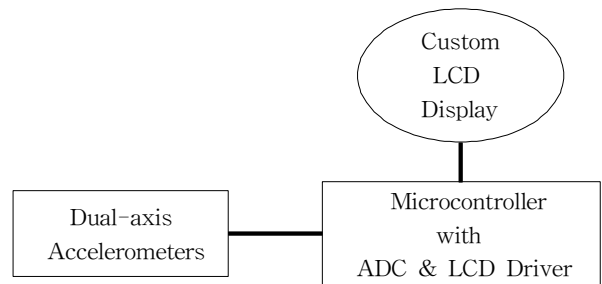 Custom
LCD
Display
Dual-axis
Accelerometers
Microcontroller
with
ADC & LCD Driver